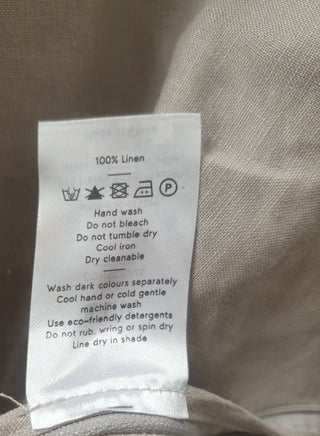 100% Linen
P
Hand wash
Do not bleach
Do not tumble dry
Cool iron
Dry cleanable
Wash dark colours separately
Cool hand or cold gentle
machine wash
Use eco-friendly detergents
Do not rub, wring or spin dry
Line dry in shade